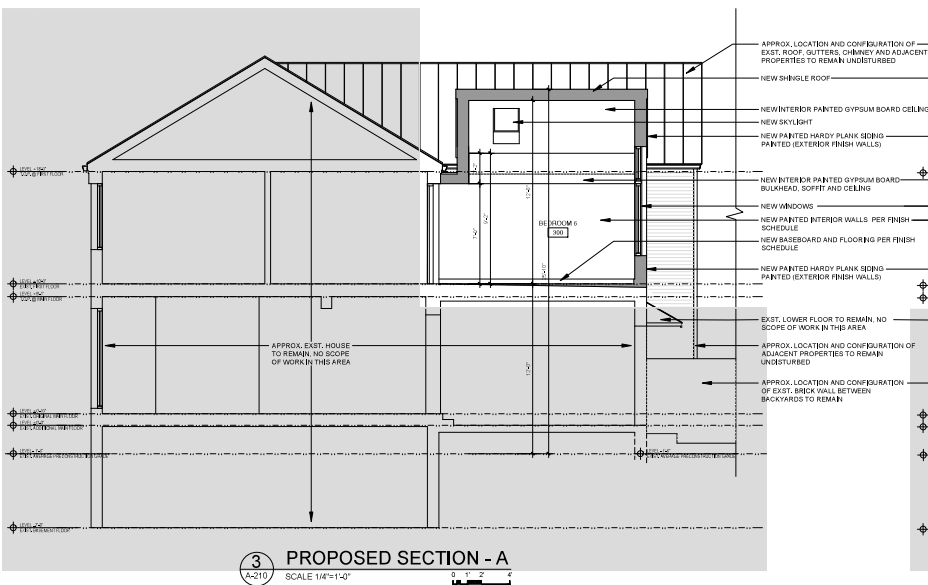 APPROX. LOCATION AND CONFIGURATION OF
EXST. ROOF, GUTTERS, CHIMNEY AND ADJACENT
PROPERTIES TO REMAIN UNDISTURBED
NEW SHINGLE ROOF
NEW INTERIOR PAINTED GYPSUM BOARD CEILING
NEW SKYLIGHT
NEW PAINTED HARDY PLANK SIDING
PAINTED (EXTERIOR FINISH WALLS)
NEW INTERIOR PAINTED GYPSUM BOARD
BULKHEAD, SOFFIT AND CEILING
NEW WINDOWS
NEW PAINTED INTERIOR WALLS PER FINISH
SCHEDULE
NEW BASEBOARD AND FLOORING PER FINISH
SCHEDULE
NEW PAINTED HARDY PLANK SIDING
PAINTED (EXTERIOR FINISH WALLS)
EXST. LOWER FLOOR TO REMAIN, NO
SCOPE OF WORK IN THIS AREA
APPROX. LOCATION AND CONFIGURATION OF
ADJACENT PROPERTIES TO REMAIN
UNDISTURBED
APPROX. LOCATION AND CONFIGURATION
OF EXST. BRICK WALL BETWEEN
BACKYARDS TO REMAIN
BEDROOM 6
300
APPROX. EXST. HOUSE
TO REMAIN, NO SCOPE
OF WORK IN THIS AREA
3
A-210
PROPOSED SECTION - A
SCALE 1/4"=1'-0"
0 1' 2' 4'